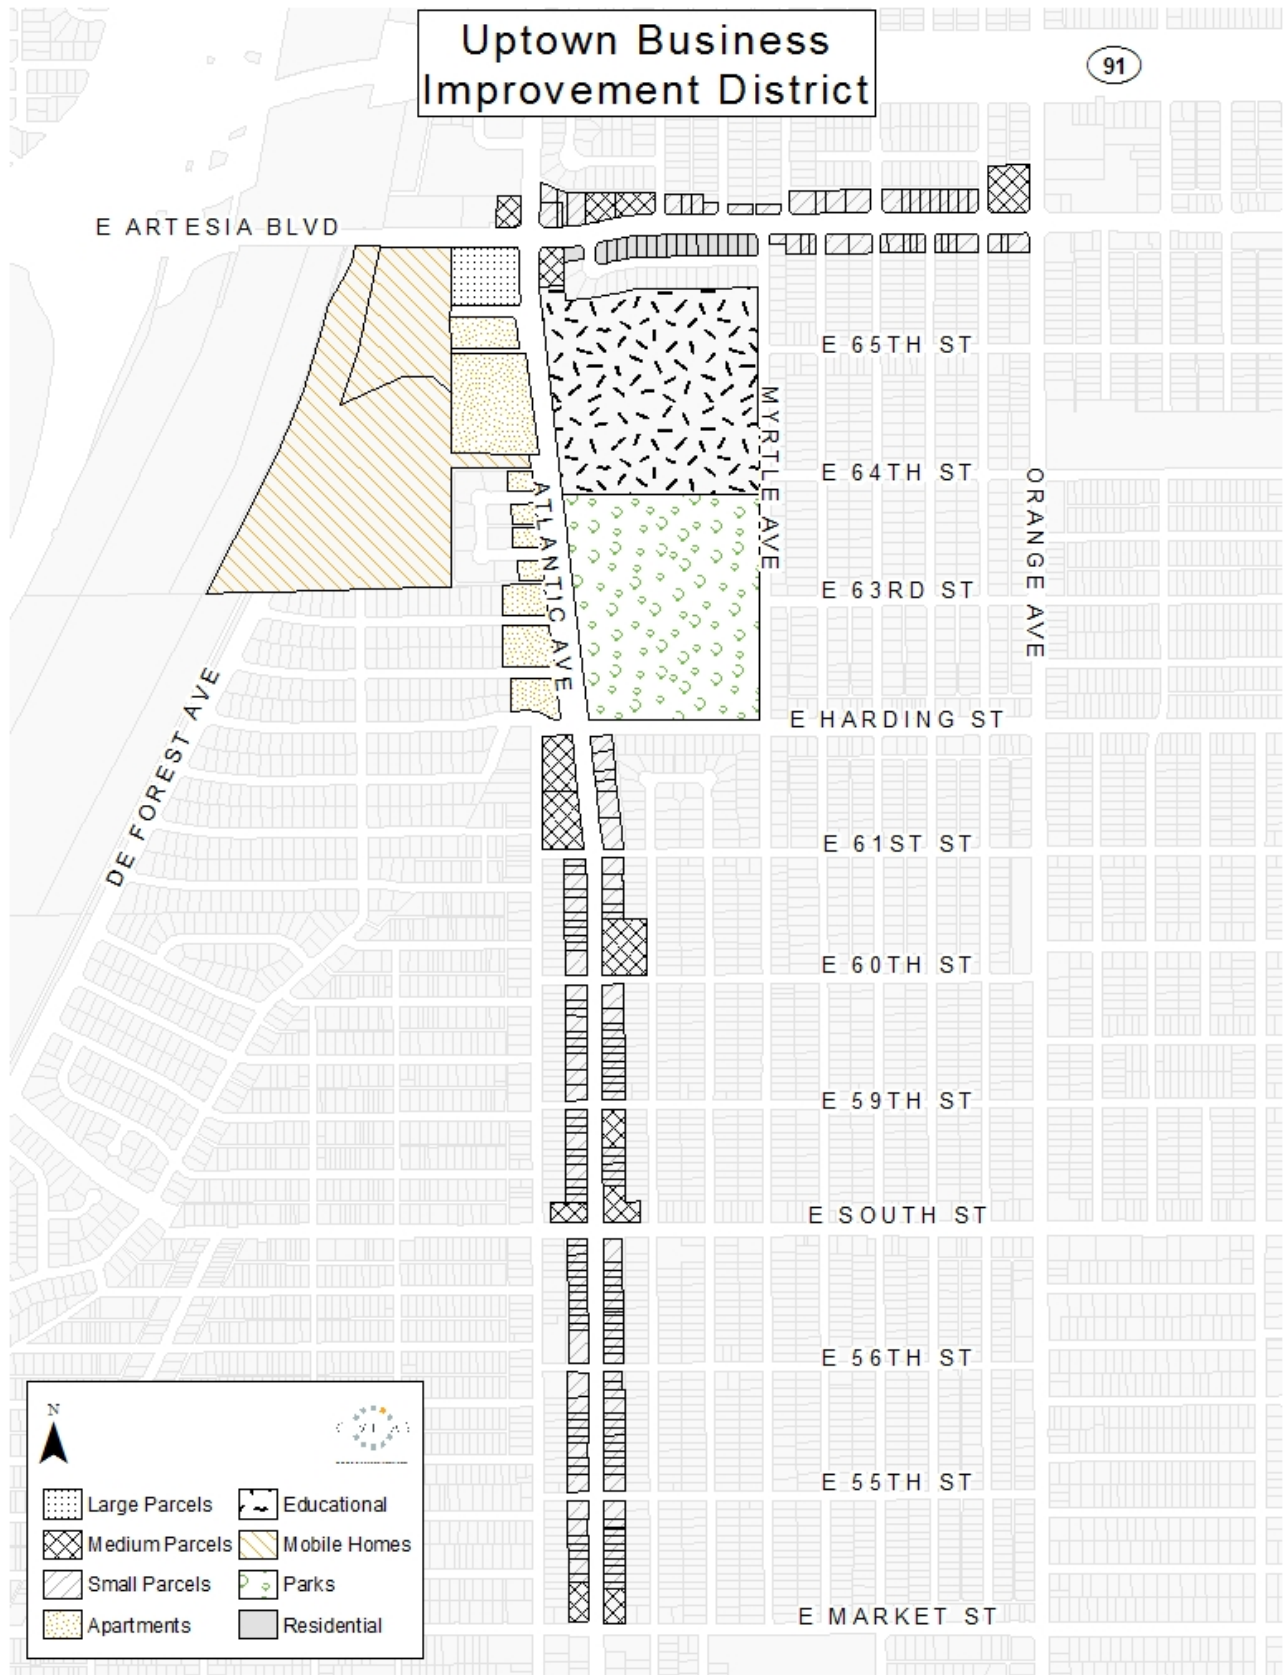 Uptown Business
Improvement District
91
E ARTESIA BLVD
E 65TH ST
MYRTLE AVE
E 64TH ST
ORANGE AVE
ATLANTIC AVE
E 63RD ST
DE FOREST AVE
E HARDING ST
E 61ST ST
E 60TH ST
E 59TH ST
E SOUTH ST
E 56TH ST
E 55TH ST
E MARKET ST
N
Large Parcels
Educational
Medium Parcels
Mobile Homes
Small Parcels
Parks
Apartments
Residential